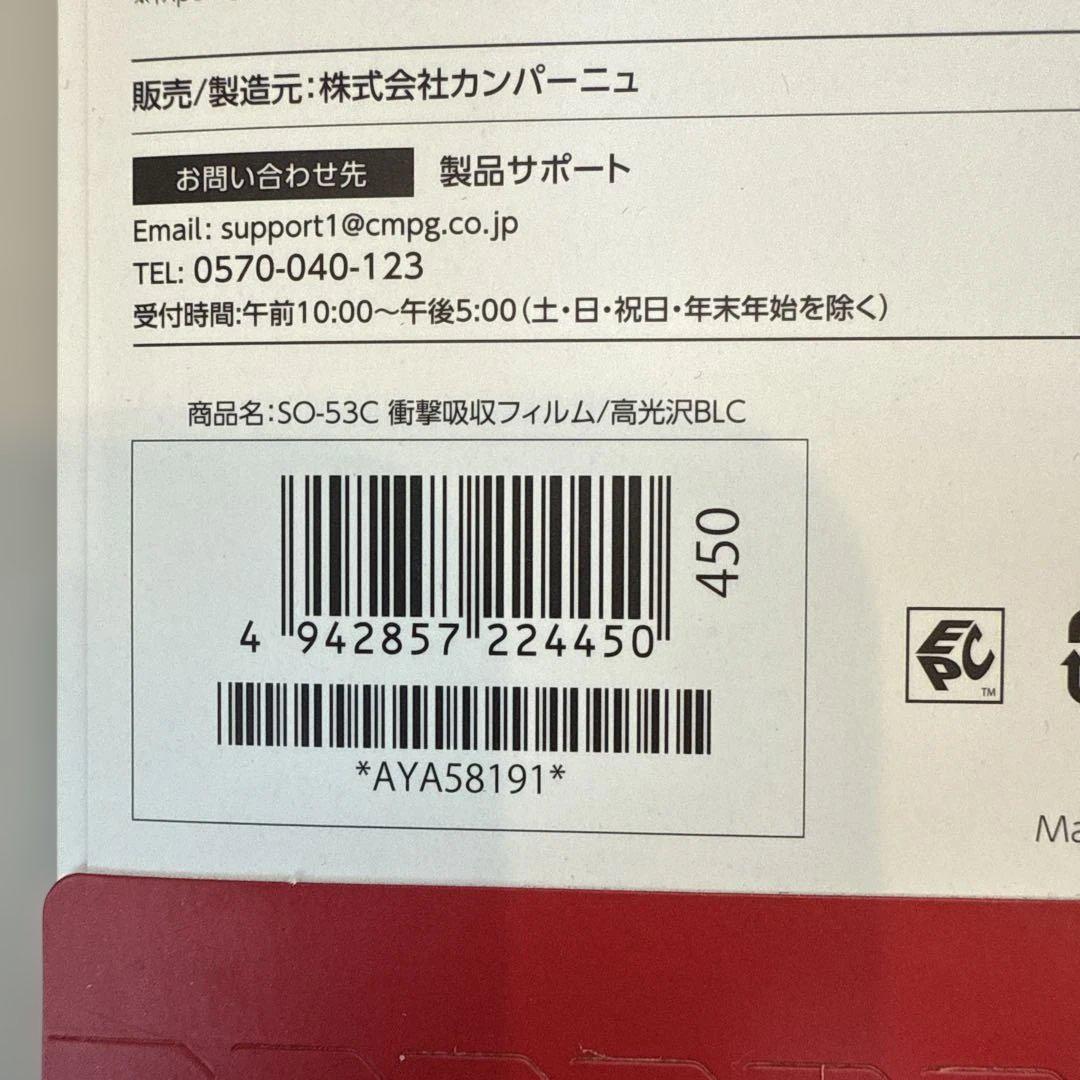 販売/製造元：株式会社カンパーニュ
お問い合わせ先 製品サポート
Email: support1@cmpg.co.jp
TEL: 0570-040-123
受付時間:午前10:00〜午後5:00（土・日・祝日・年末年始を除く）
商品名：SO-53C 衝撃吸収フィルム/高光沢BLC
450
4 942857 224450
*AYA58191*
EPC TM